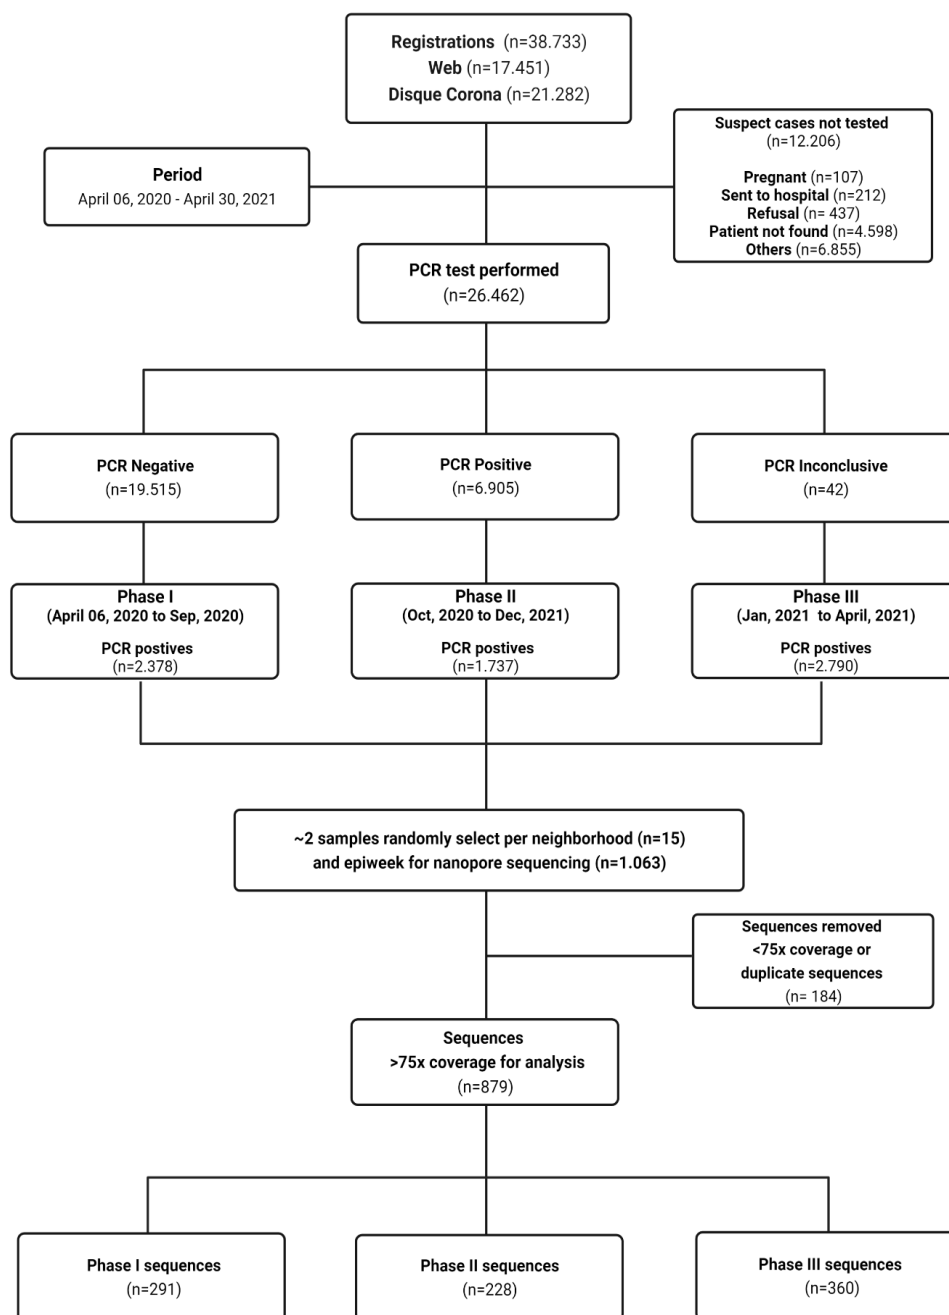 Registrations (n=38.733)
Web (n=17.451)
Disque Corona (n=21.282)
Suspect cases not tested
(n=12.206)
Pregnant (n=107)
Sent to hospital (n=212)
Refusal (n= 437)
Patient not found (n=4.598)
Others (n=6.855)
Period
April 06, 2020 - April 30, 2021
PCR test performed
(n=26.462)
PCR Negative
(n=19.515)
PCR Positive
(n=6.905)
PCR Inconclusive
(n=42)
Phase I
(April 06, 2020 to Sep, 2020)
PCR postives
(n=2.378)
Phase II
(Oct, 2020 to Dec, 2021)
PCR postives
(n=1.737)
Phase III
(Jan, 2021 to April, 2021)
PCR postives
(n=2.790)
~2 samples randomly select per neighborhood (n=15)
and epiweek for nanopore sequencing (n=1.063)
Sequences removed
<75x coverage or
duplicate sequences
(n= 184)
Sequences
>75x coverage for analysis
(n=879)
Phase I sequences
(n=291)
Phase II sequences
(n=228)
Phase III sequences
(n=360)